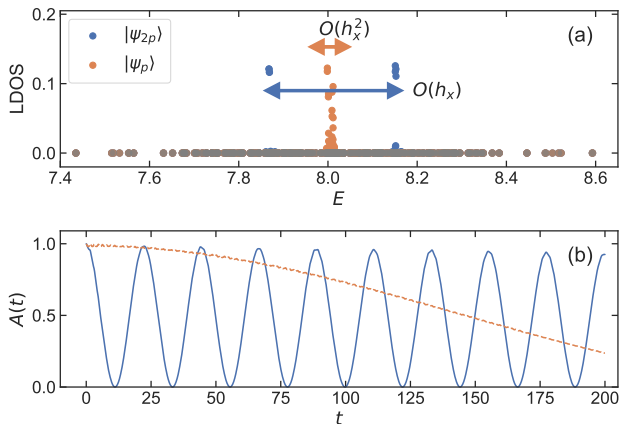 0.2
0.1
0.0
LDOS
|ψ₂ₚ⟩
|ψₚ⟩
O(hₓ²)
(a)
O(hₓ)
7.4 7.6 7.8 8.0 8.2 8.4 8.6
E
1.0
0.5
0.0
A(t)
(b)
0 25 50 75 100 125 150 175 200
t